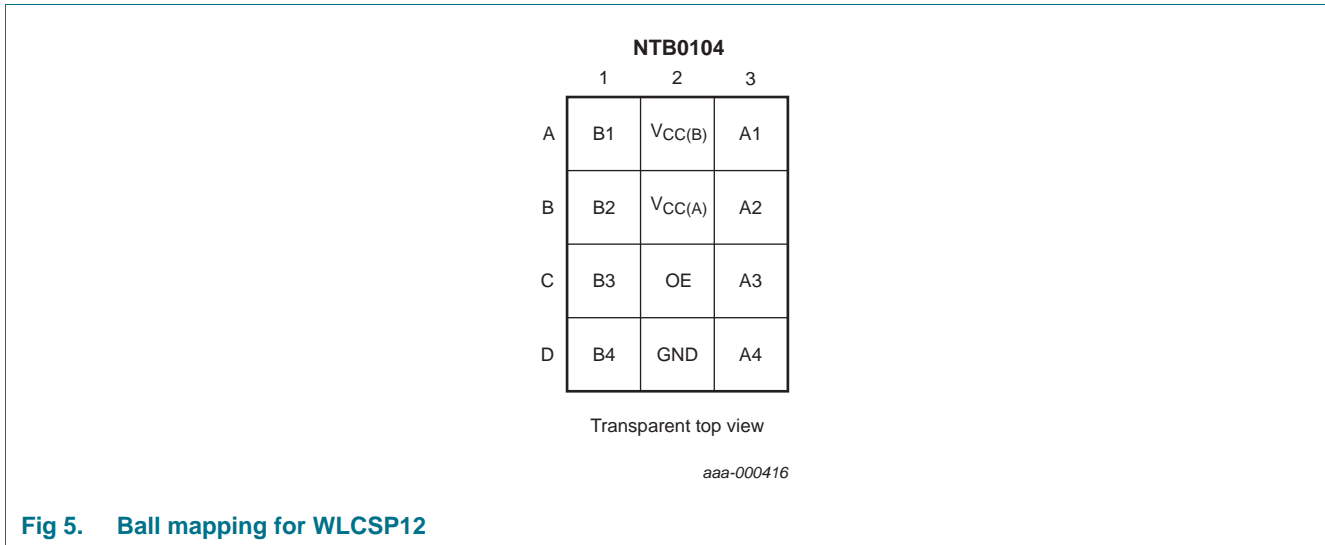 NTB0104
1 2 3
A B1 VCC(B) A1
B B2 VCC(A) A2
C B3 OE A3
D B4 GND A4
Transparent top view
aaa-000416
Fig 5. Ball mapping for WLCSP12